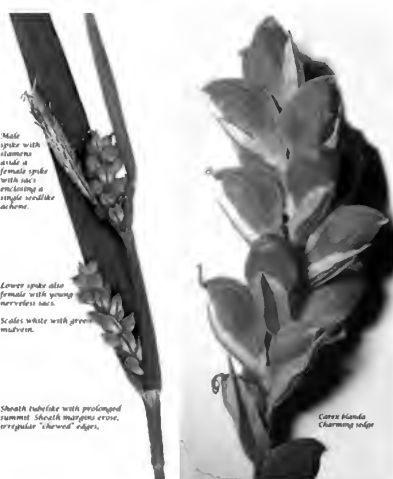 Male
spike with
stamens
aside a
female spike
with sacs
enclosing a
single seedlike
achene.
Lower spike also
female with young
nerveless sacs.
Scales white with green
midvein.
Sheath tubelike with prolonged
summit. Sheath margins erose,
irregular "chewed" edges,
Carex blanda
Charming sedge